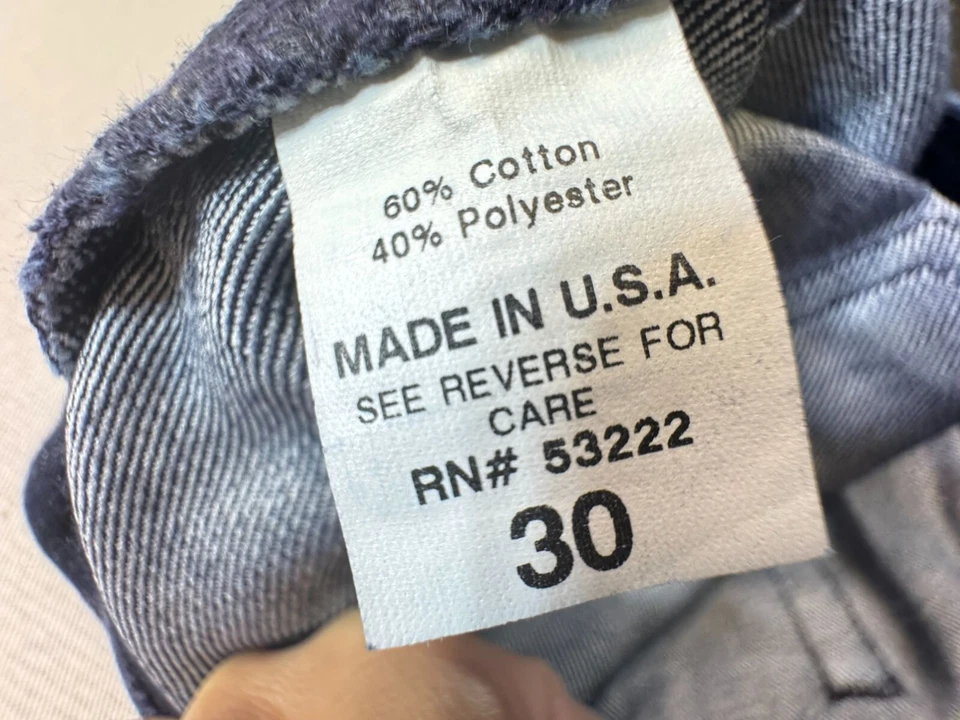 60% Cotton
40% Polyester
MADE IN U.S.A.
SEE REVERSE FOR
CARE
RN# 53222
30